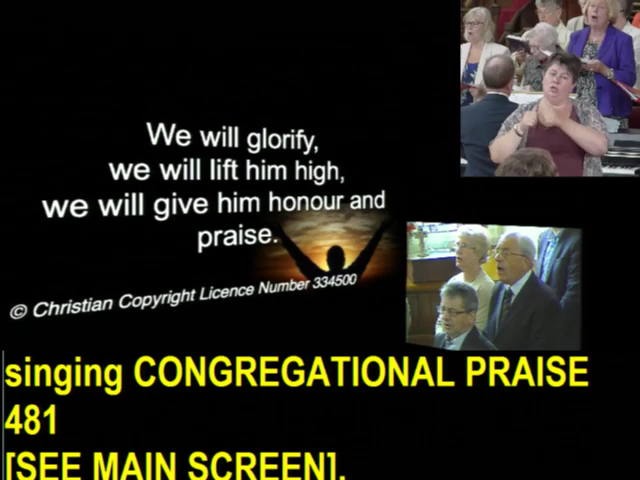 We will glorify,
we will lift him high,
we will give him honour and
praise.
© Christian Copyright Licence Number 334500
singing CONGREGATIONAL PRAISE
481
[SEE MAIN SCREEN].